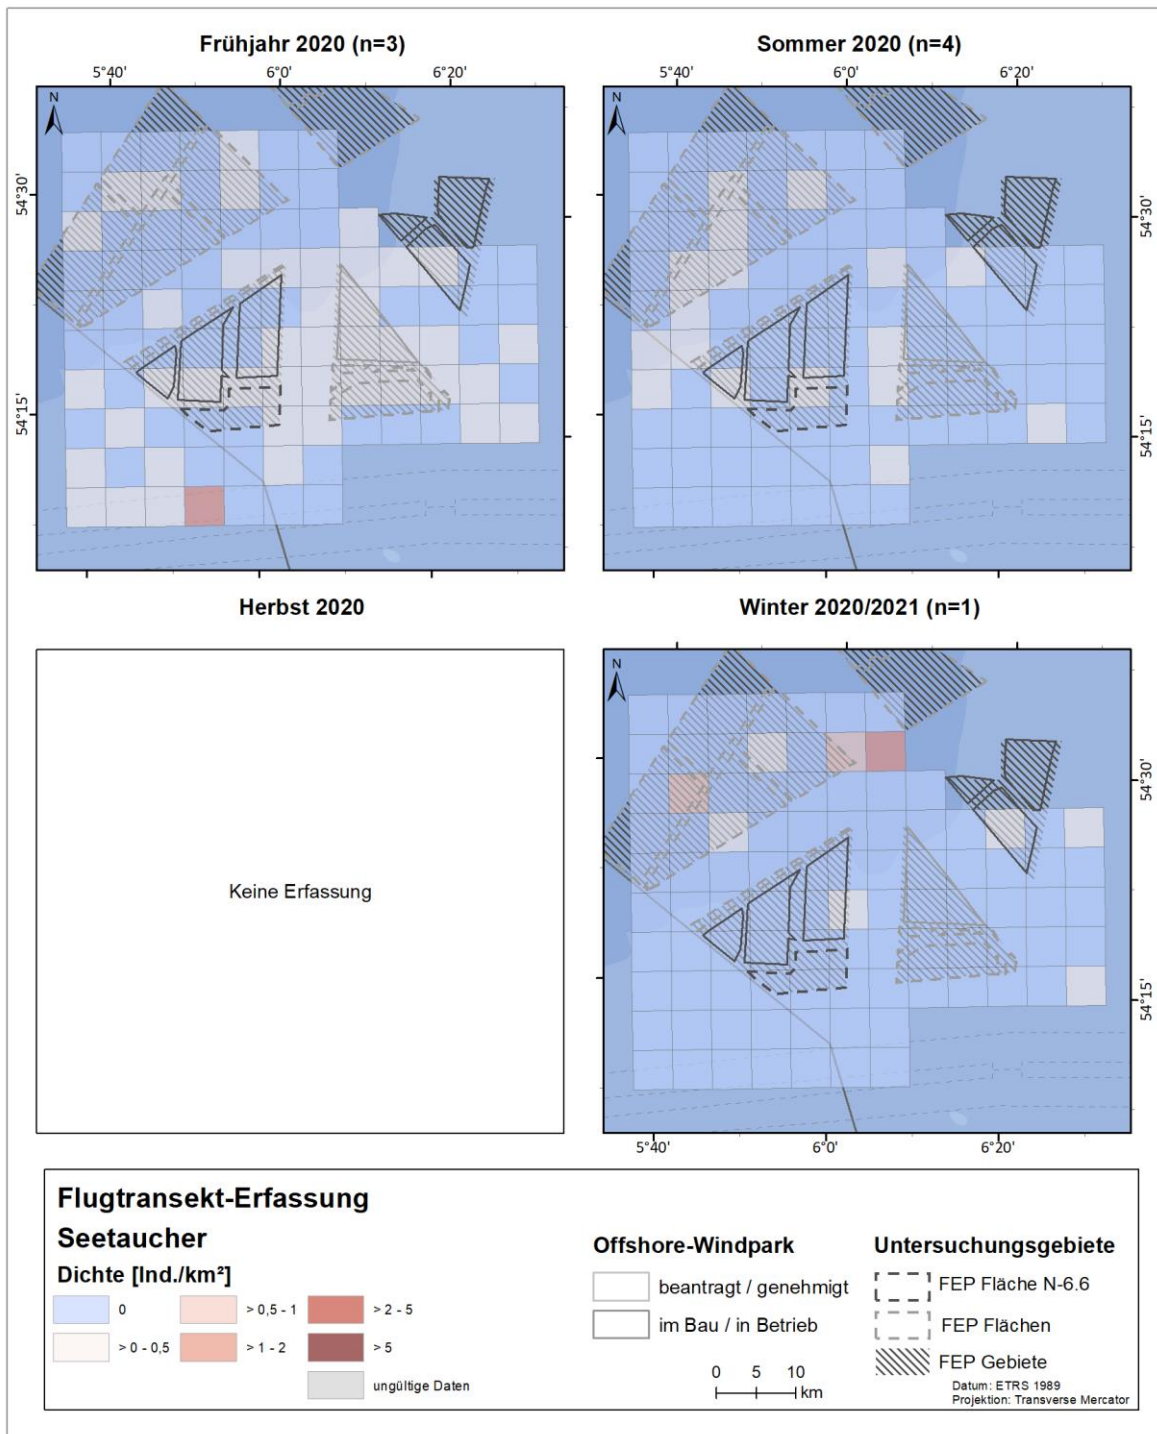 Frühjahr 2020 (n=3)
Sommer 2020 (n=4)
5°40' 6°0' 6°20'
5°40' 6°0' 6°20'
N
N
54°30'
54°30'
54°15'
54°15'
Herbst 2020
Winter 2020/2021 (n=1)
N
54°30'
Keine Erfassung
54°15'
5°40' 6°0' 6°20'
Flugtransekt-Erfassung
Seetaucher
Dichte [Ind./km²]
0
> 0,5 - 1
> 2 - 5
> 0 - 0,5
> 1 - 2
> 5
ungültige Daten
Offshore-Windpark
beantragt / genehmigt
im Bau / in Betrieb
0 5 10
km
Untersuchungsgebiete
FEP Fläche N-6.6
FEP Flächen
FEP Gebiete
Datum: ETRS 1989
Projektion: Transverse Mercator